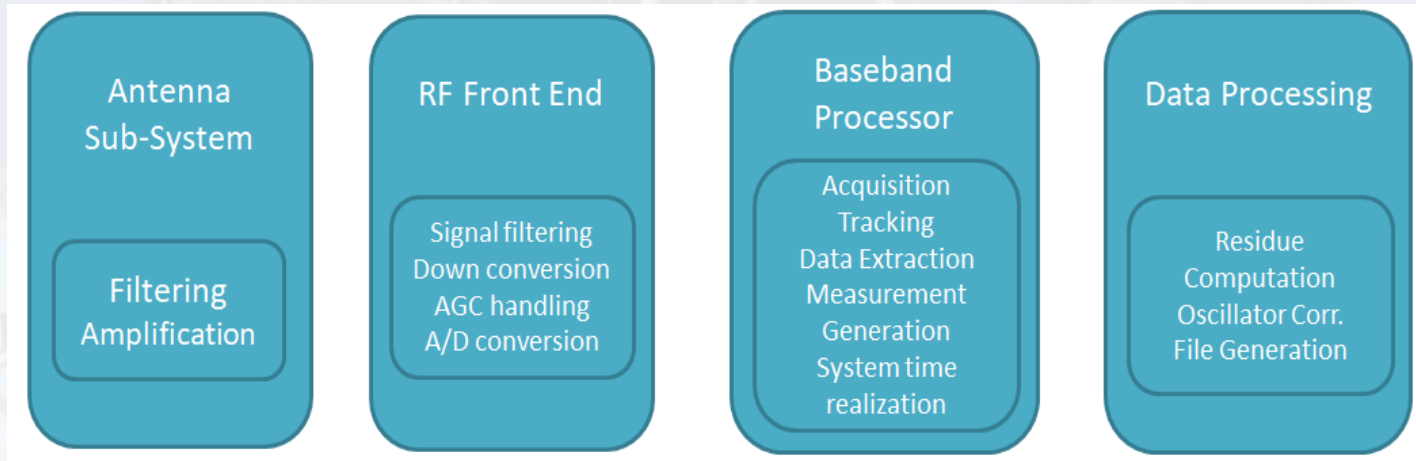 Antenna
Sub-System
Filtering
Amplification
RF Front End
Signal filtering
Down conversion
AGC handling
A/D conversion
Baseband
Processor
Acquisition
Tracking
Data Extraction
Measurement
Generation
System time
realization
Data Processing
Residue
Computation
Oscillator Corr.
File Generation